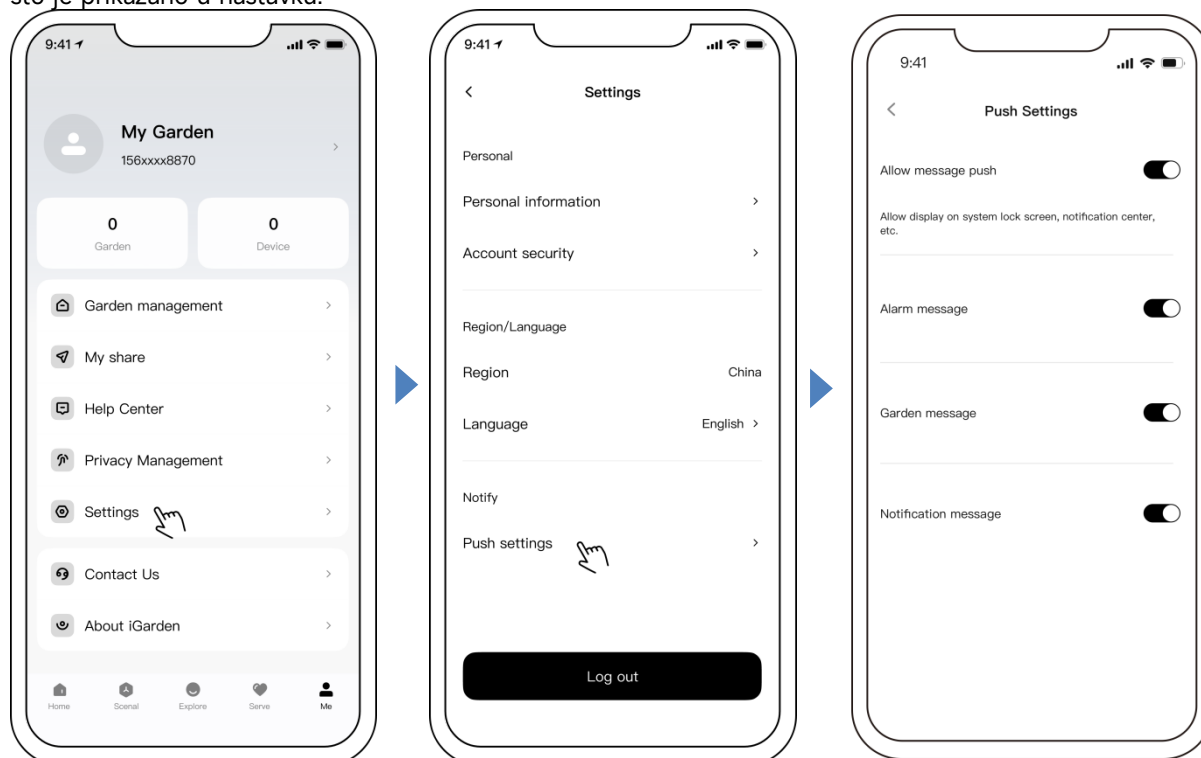 što je prikazano u nastavku.
9:41
My Garden
156xxxx8870
0
Garden
0
Device
Garden management
My share
Help Center
Privacy Management
Settings
Contact Us
About iGarden
Home
Scenal
Explore
Serve
Me
9:41
Settings
Personal
Personal information
Account security
Region/Language
Region
China
Language
English
Notify
Push settings
Log out
9:41
Push Settings
Allow message push
Allow display on system lock screen, notification center,
etc.
Alarm message
Garden message
Notification message